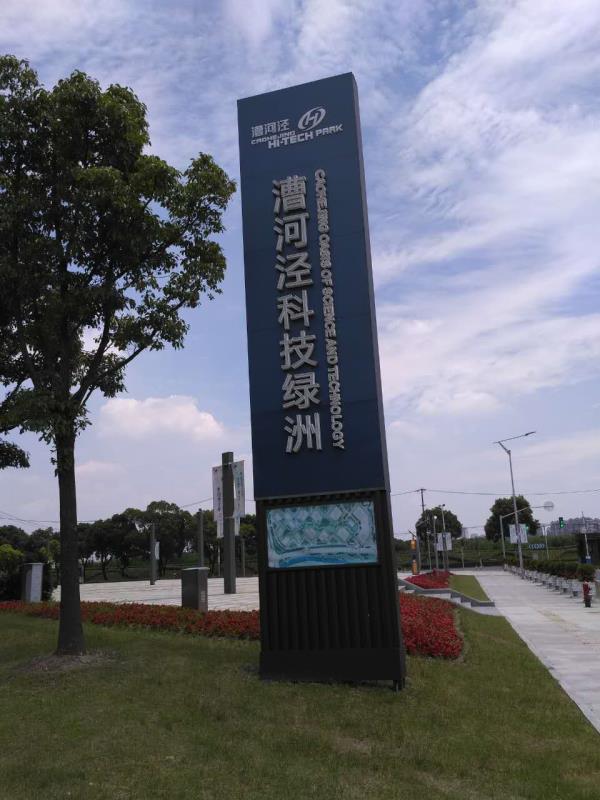 漕河泾
CAOHEJING
HI-TECH PARK
漕河泾科技绿洲
CAOHEJING OASIS OF SCIENCE AND TECHNOLOGY